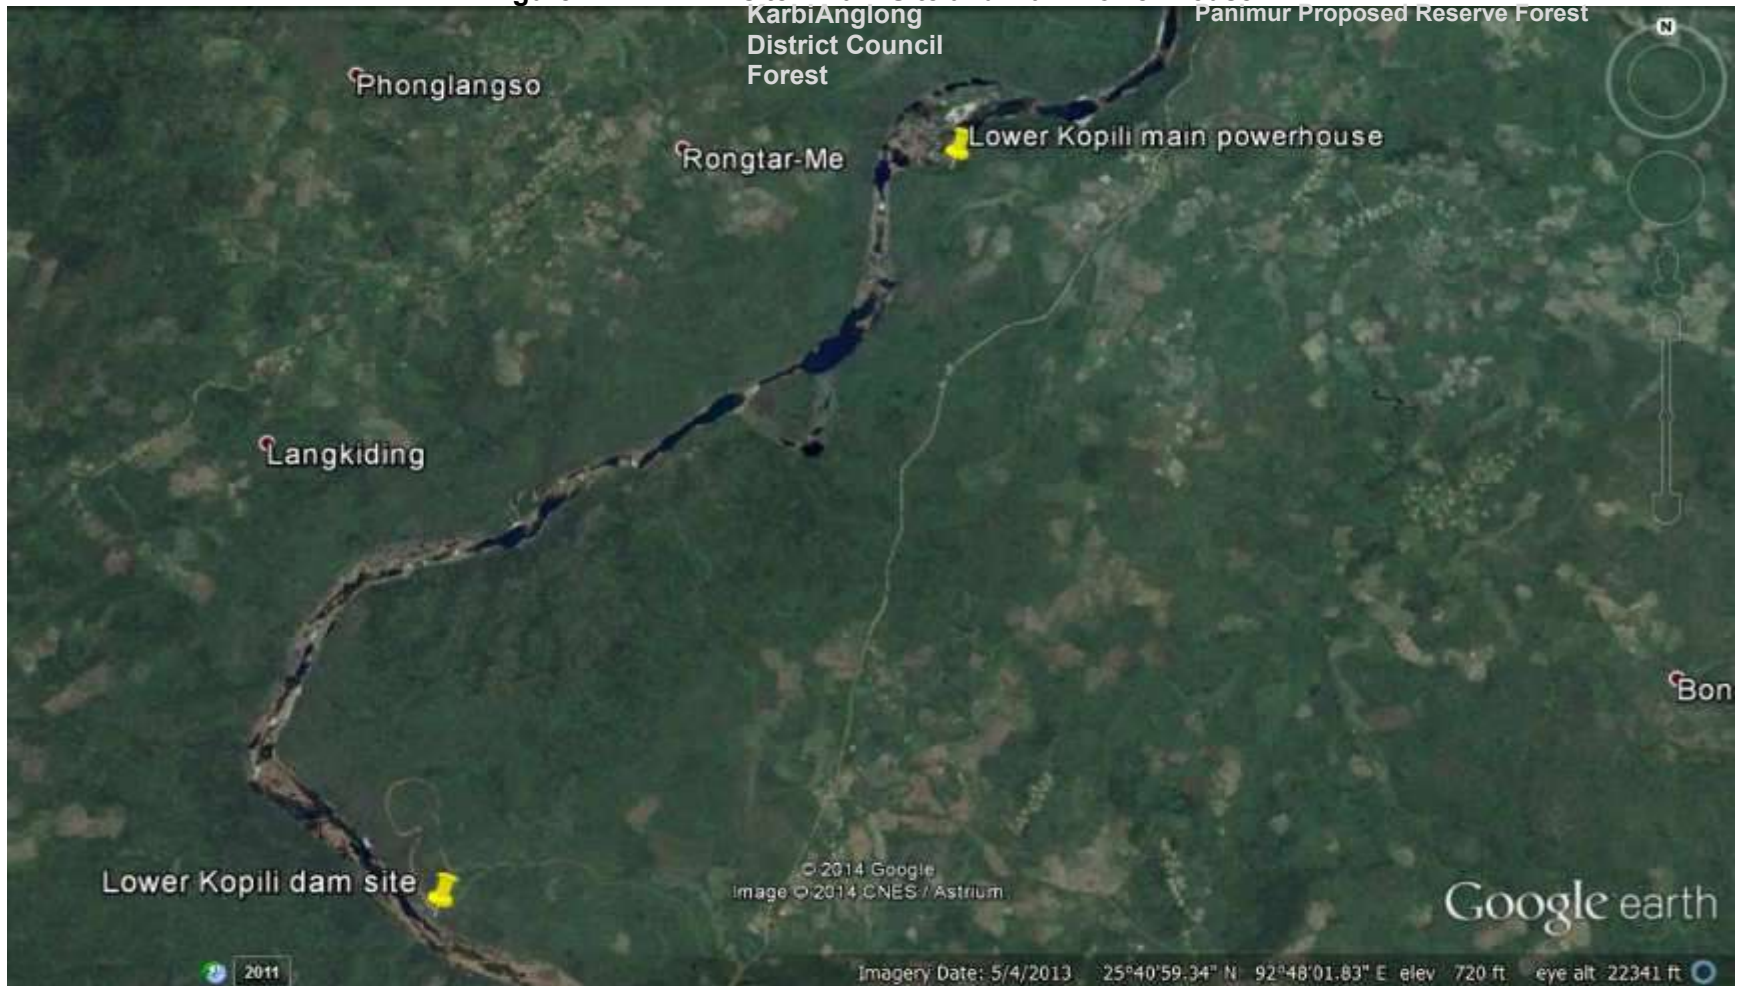 KarbiAnglong
District Council
Forest
Panimur Proposed Reserve Forest
Phonglangso
Lower Kopili main powerhouse
Rongtar-Me
Langkiding
Bon
Lower Kopili dam site
© 2014 Google
Image © 2014 CNES / Astrium
Google earth
N
2011
Imagery Date: 5/4/2013 25°40'59.34" N 92°48'01.83" E elev 720 ft eye alt 22341 ft